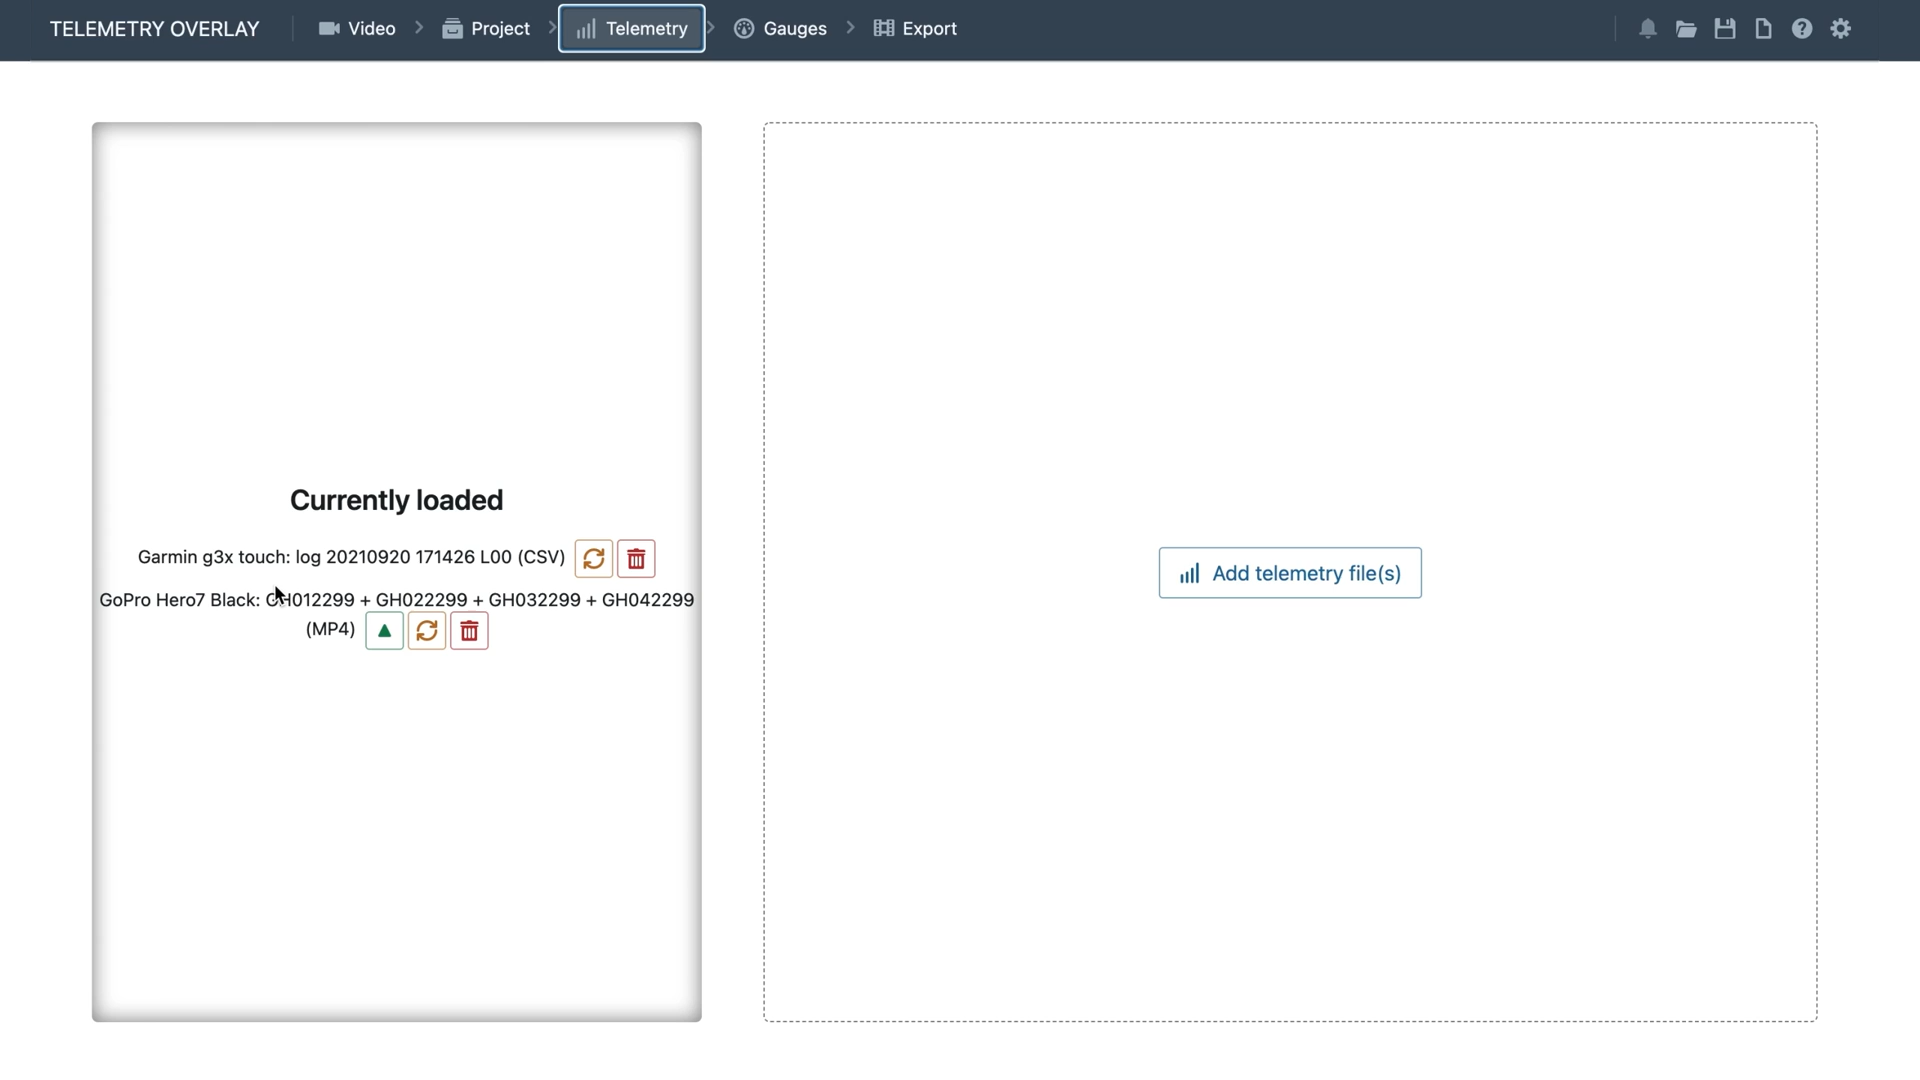 TELEMETRY OVERLAY
Video
Project
Telemetry
Gauges
Export
Currently loaded
Garmin g3x touch: log 20210920 171426 L00 (CSV)
GoPro Hero7 Black: GH012299 + GH022299 + GH032299 + GH042299
(MP4)
Add telemetry file(s)